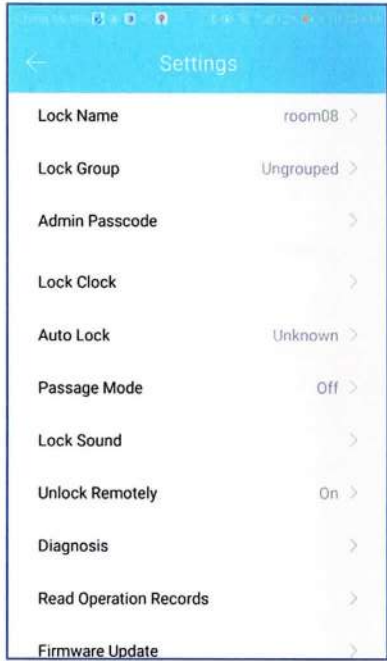 Settings
Lock Name room08
Lock Group Ungrouped
Admin Passcode
Lock Clock
Auto Lock Unknown
Passage Mode Off
Lock Sound
Unlock Remotely On
Diagnosis
Read Operation Records
Firmware Update